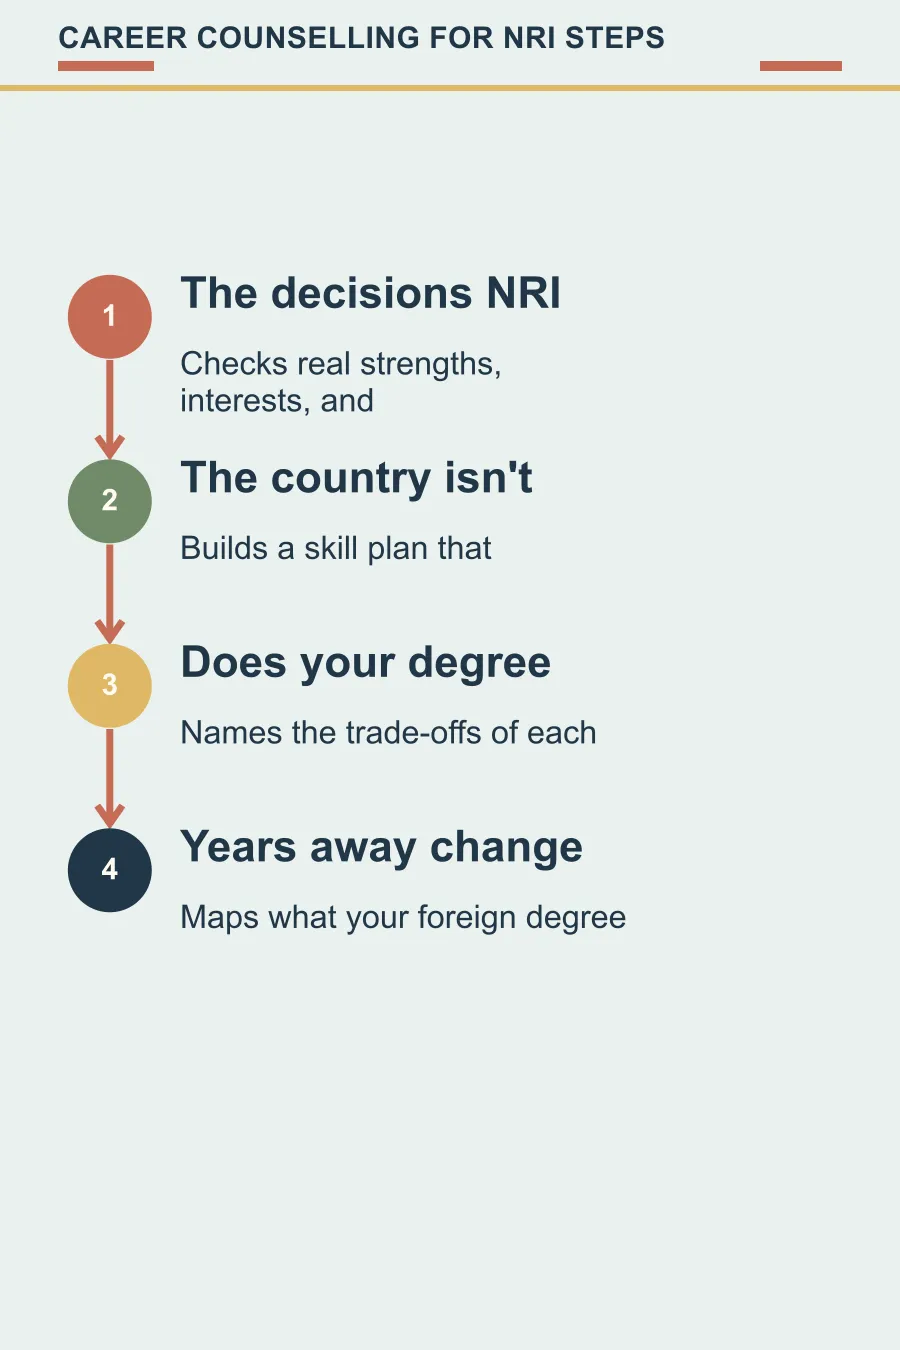 CAREER COUNSELLING FOR NRI STEPS
1
The decisions NRI
Checks real strengths,
interests, and
2
The country isn't
Builds a skill plan that
3
Does your degree
Names the trade-offs of each
4
Years away change
Maps what your foreign degree